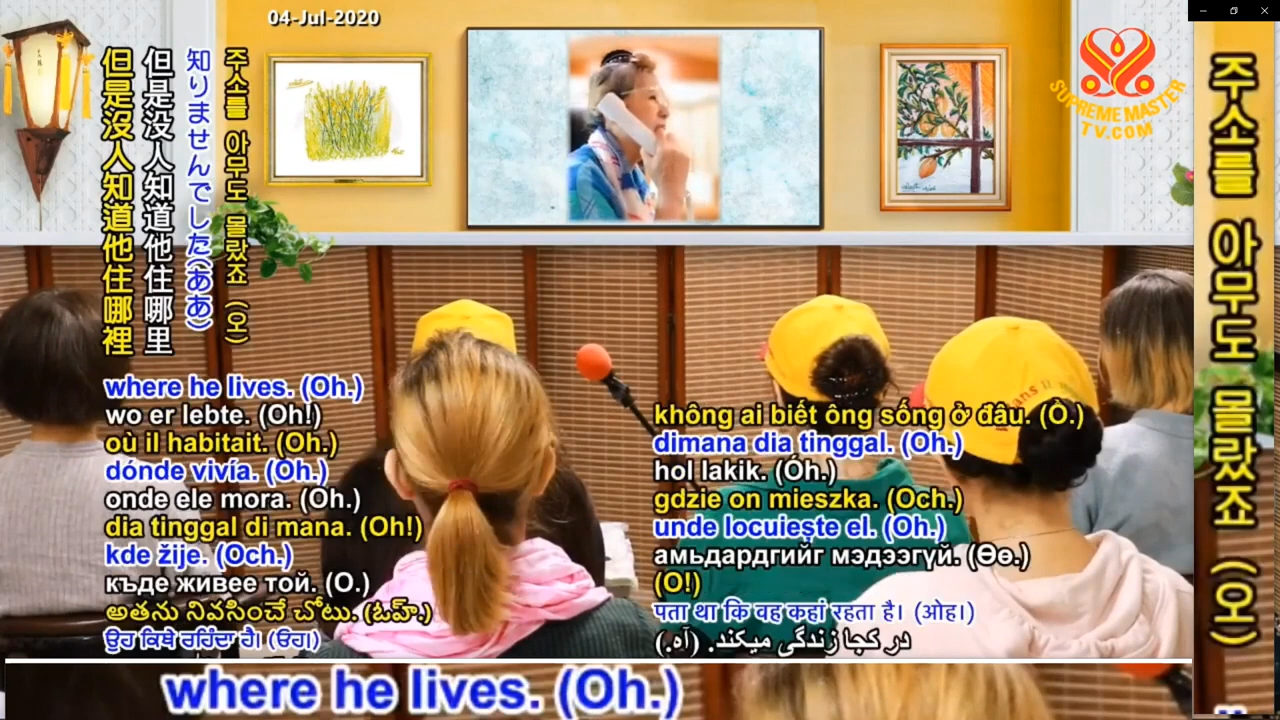 04-Jul-2020
SUPREME MASTER
TV.COM
주소를 아무도 몰랐죠 (오)
知りませんでした(ああ)
但是没人知道他住哪里
但是沒人知道他住哪裡
where he lives. (Oh.)
wo er lebte. (Oh!)
où il habitait. (Oh.)
dónde vivía. (Oh.)
onde ele mora. (Oh.)
dia tinggal di mana. (Oh!)
kde žije. (Och.)
къде живее той. (О.)
అతను నివసించే చోటు. (ఓహ్.)
ਉਹ ਕਿਥੇ ਰਹਿੰਦਾ ਹੈ। (ਓਹ।)
không ai biết ông sống ở đâu. (Ò.)
dimana dia tinggal. (Oh.)
hol lakik. (Óh.)
gdzie on mieszka. (Och.)
unde locuiește el. (Oh.)
амьдардгийг мэдээгүй. (Өө.)
(O!)
पता था कि वह कहां रहता है। (ओह।)
در کجا زندگی میکند. (آه.)
주소를 아무도 몰랐죠 (오)
where he lives. (Oh.)